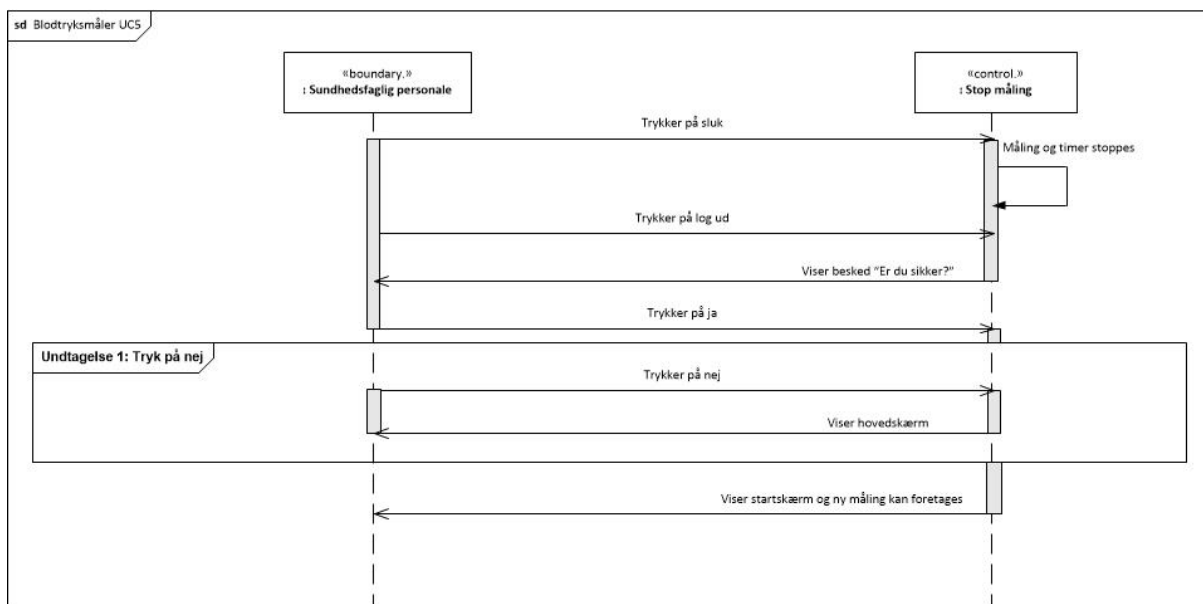 sd Blodtryksmåler UC5
«boundary.»
: Sundhedsfaglig personale
«control.»
: Stop måling
Trykker på sluk
Måling og timer stoppes
Trykker på log ud
Viser besked "Er du sikker?"
Trykker på ja
Undtagelse 1: Tryk på nej
Trykker på nej
Viser hovedskærm
Viser startskærm og ny måling kan foretages